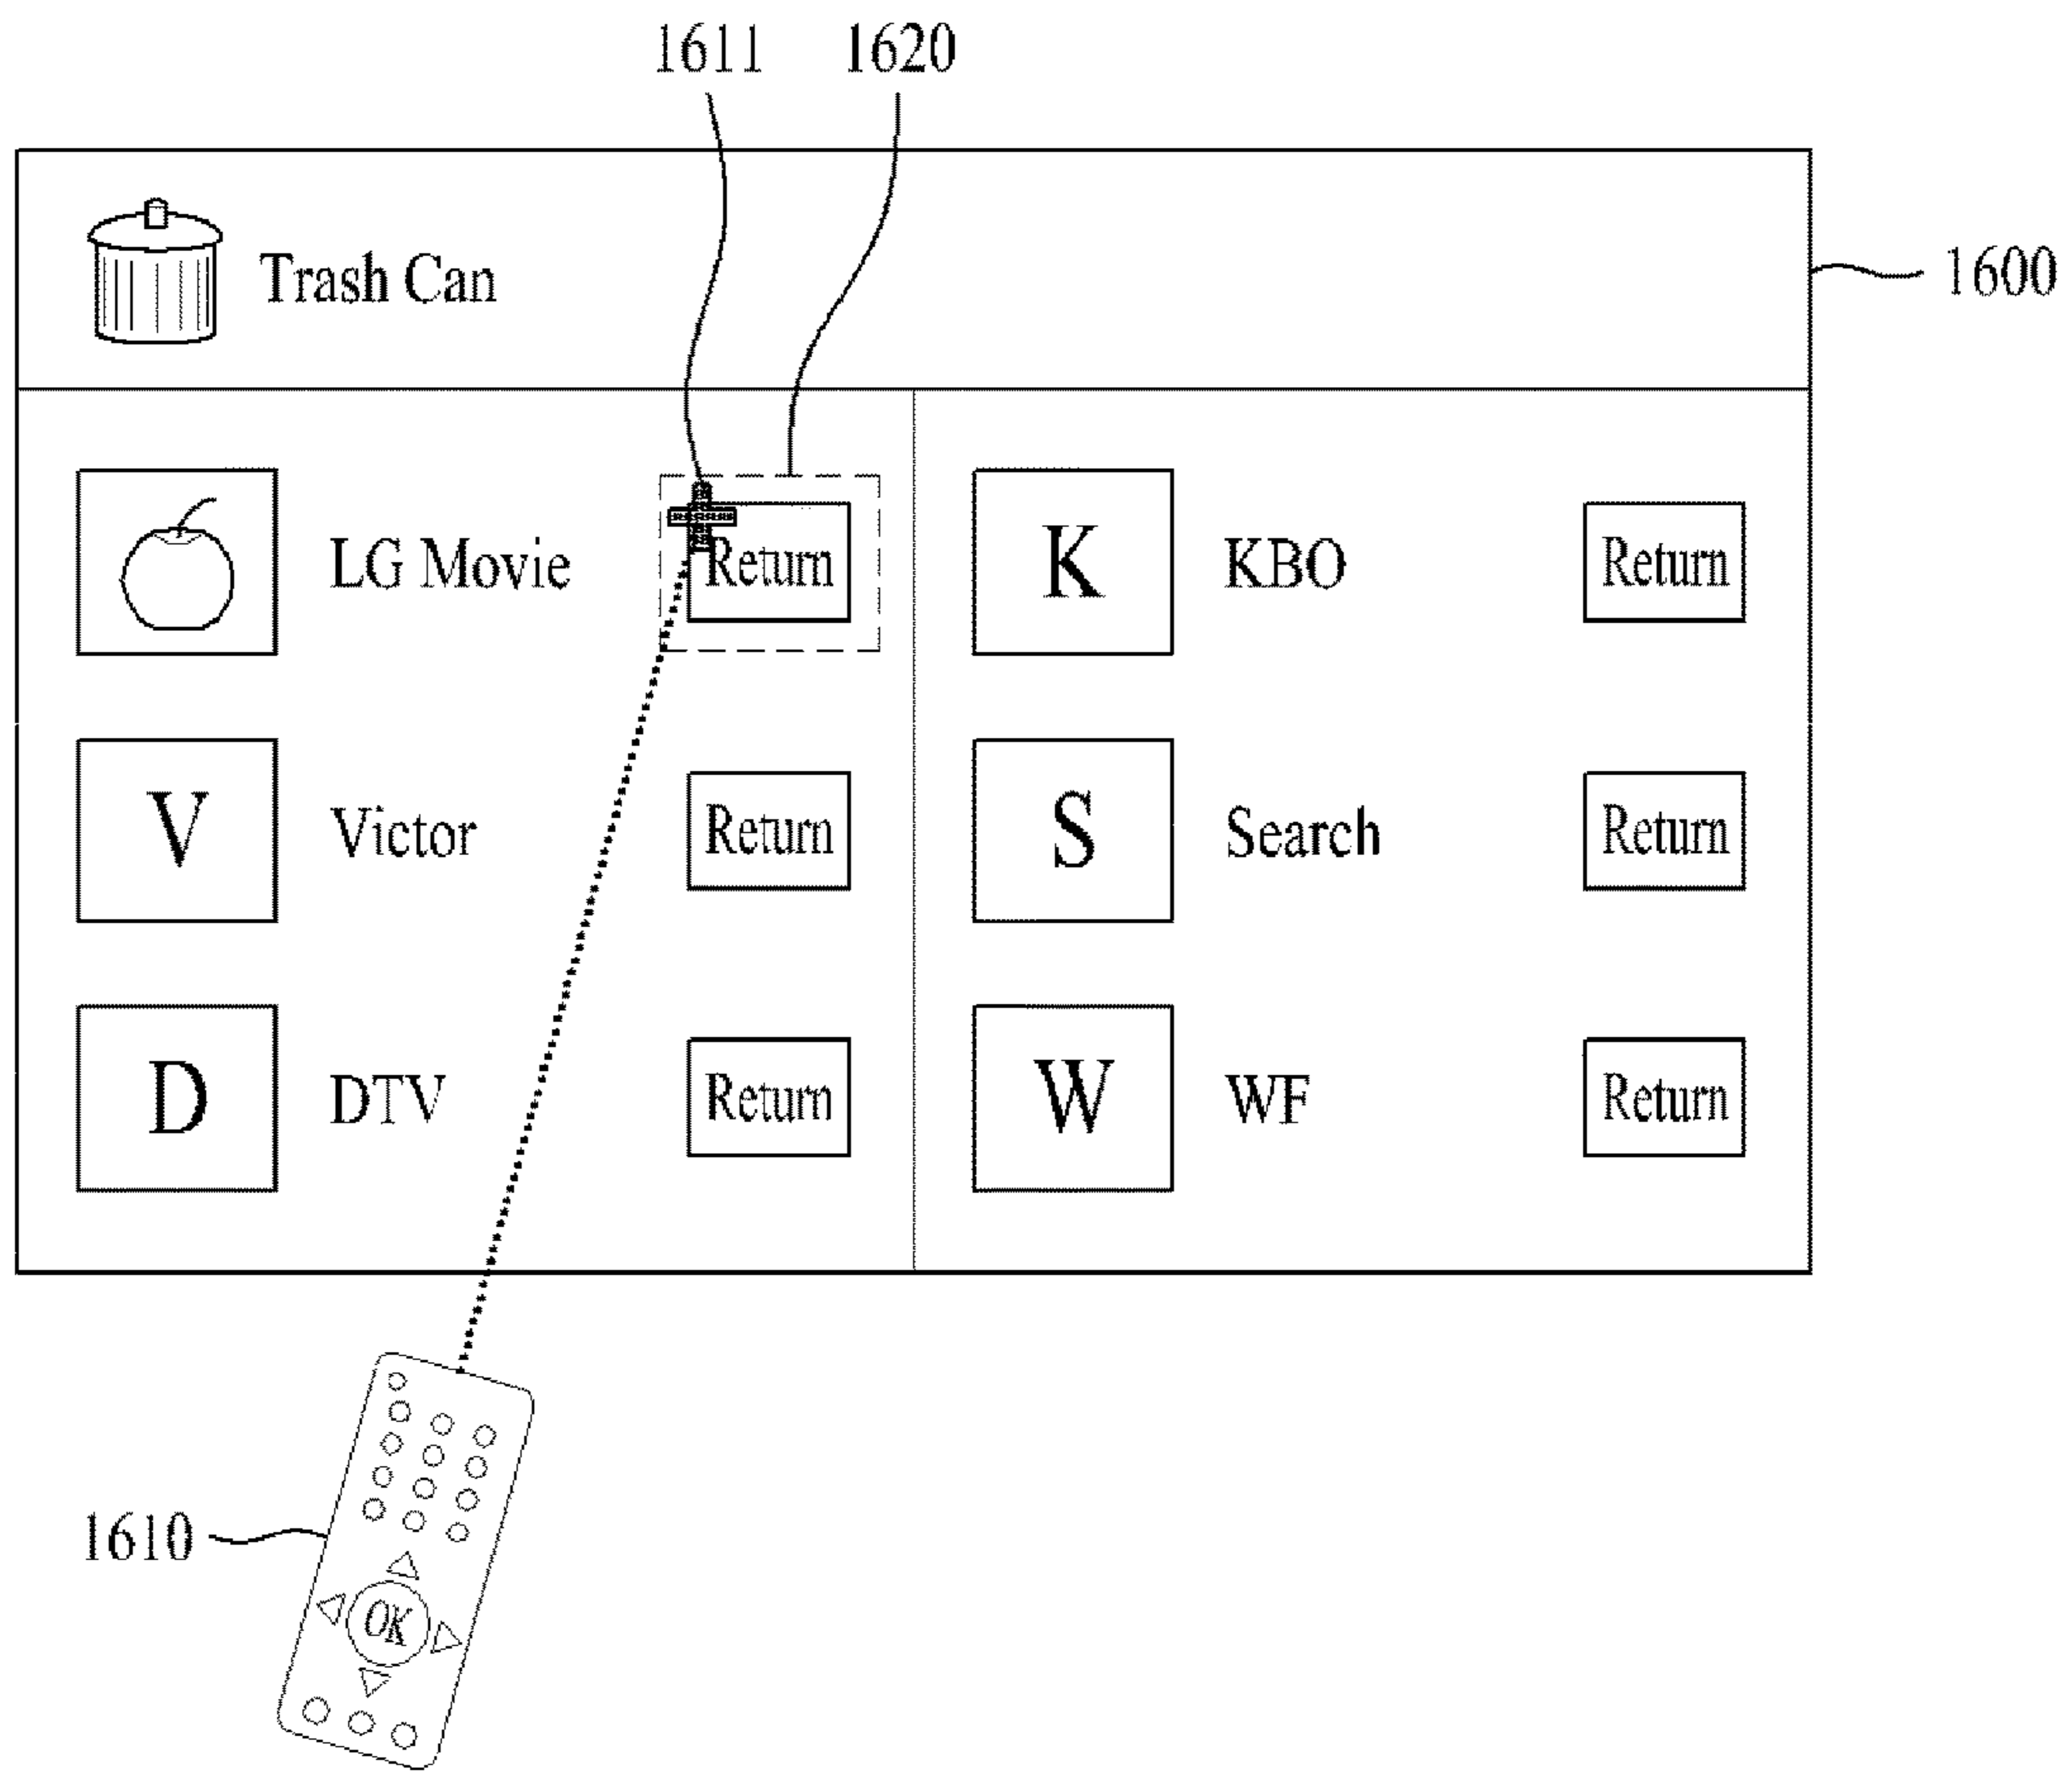 1611 1620
Trash Can
1600
LG Movie Return K KBO Return
V Victor Return S Search Return
D DTV Return W WF Return
1610
OK